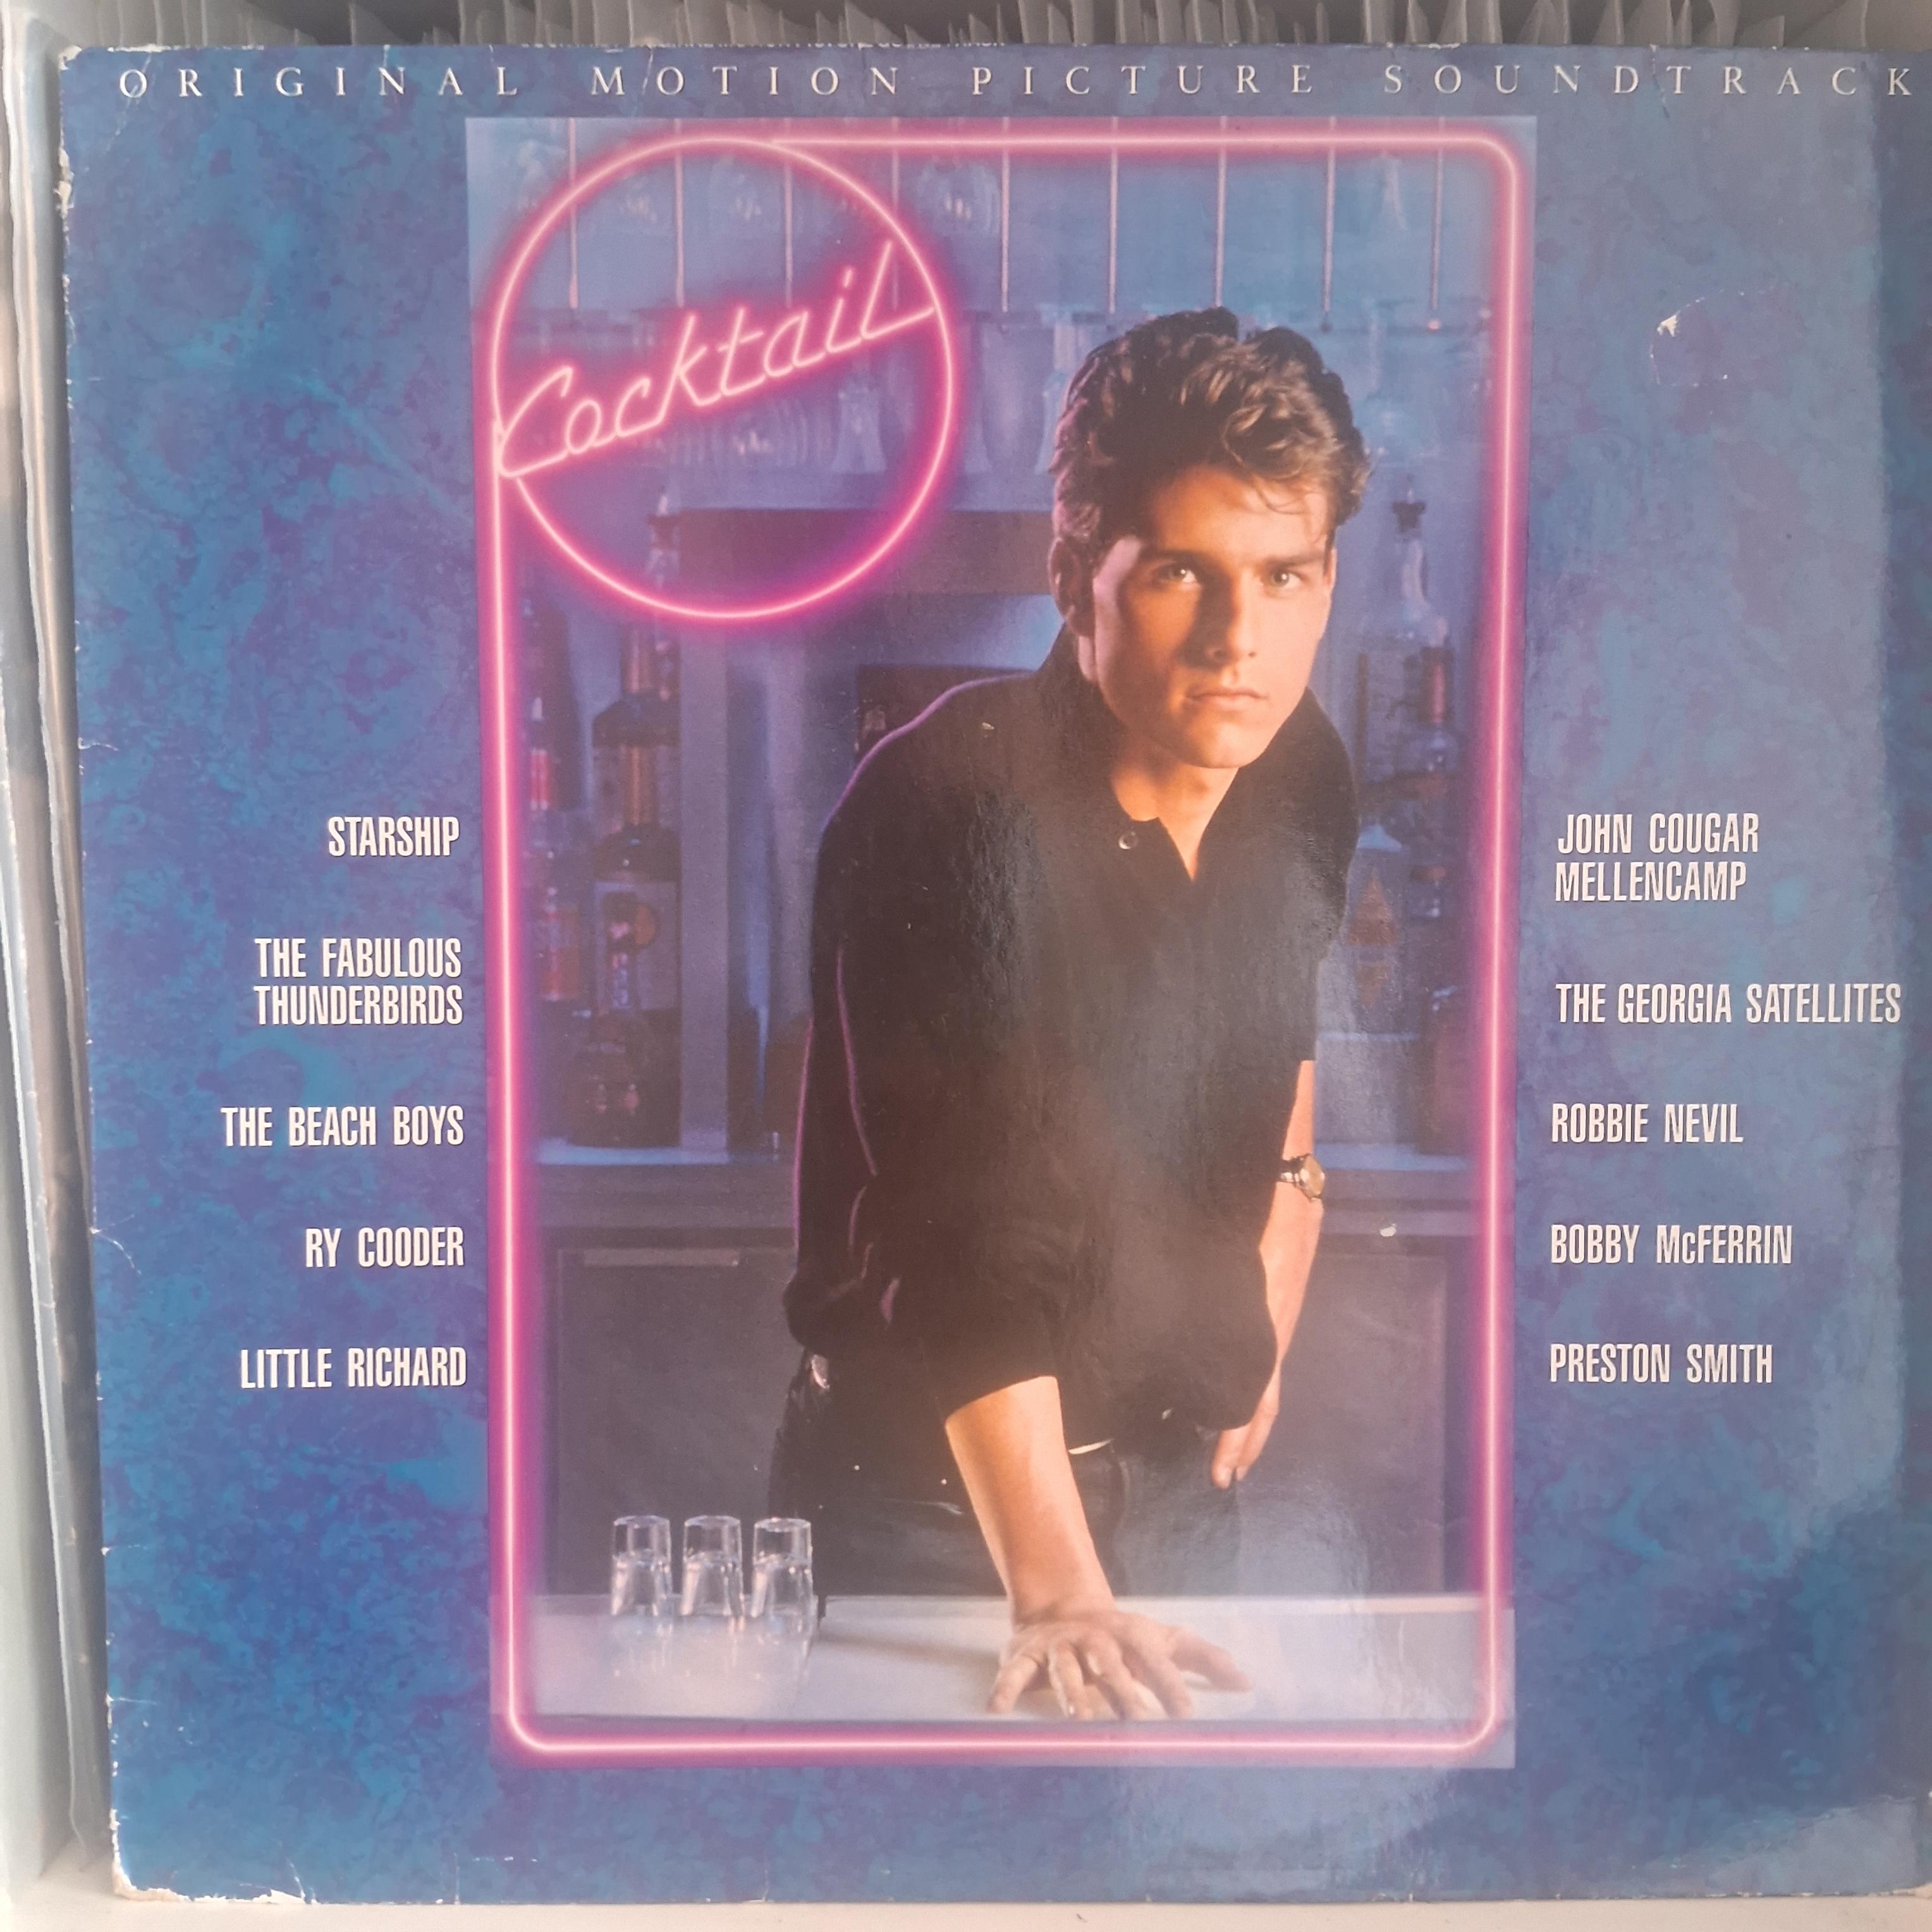 ORIGINAL MOTION PICTURE SOUNDTRACK
Cocktail
STARSHIP
THE FABULOUS
THUNDERBIRDS
THE BEACH BOYS
RY COODER
LITTLE RICHARD
JOHN COUGAR
MELLENCAMP
THE GEORGIA SATELLITES
ROBBIE NEVIL
BOBBY McFERRIN
PRESTON SMITH